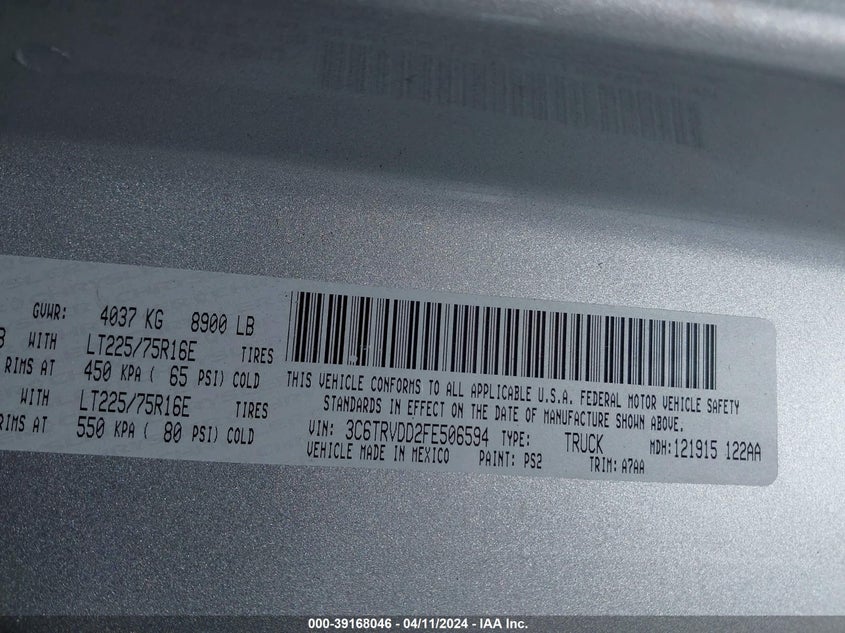 GVWR: 4037 KG 8900 LB
WITH LT225/75R16E TIRES
RIMS AT 450 KPA ( 65 PSI) COLD
WITH LT225/75R16E TIRES
RIMS AT 550 KPA ( 80 PSI) COLD
THIS VEHICLE CONFORMS TO ALL APPLICABLE U.S.A. FEDERAL MOTOR VEHICLE SAFETY
STANDARDS IN EFFECT ON THE DATE OF MANUFACTURE SHOWN ABOVE.
VIN: 3C6TRVDD2FE506594 TYPE: TRUCK MDH:121915 122AA
VEHICLE MADE IN MEXICO PAINT: PS2 TRIM: A7AA
000-39168046 - 04/11/2024 - IAA Inc.